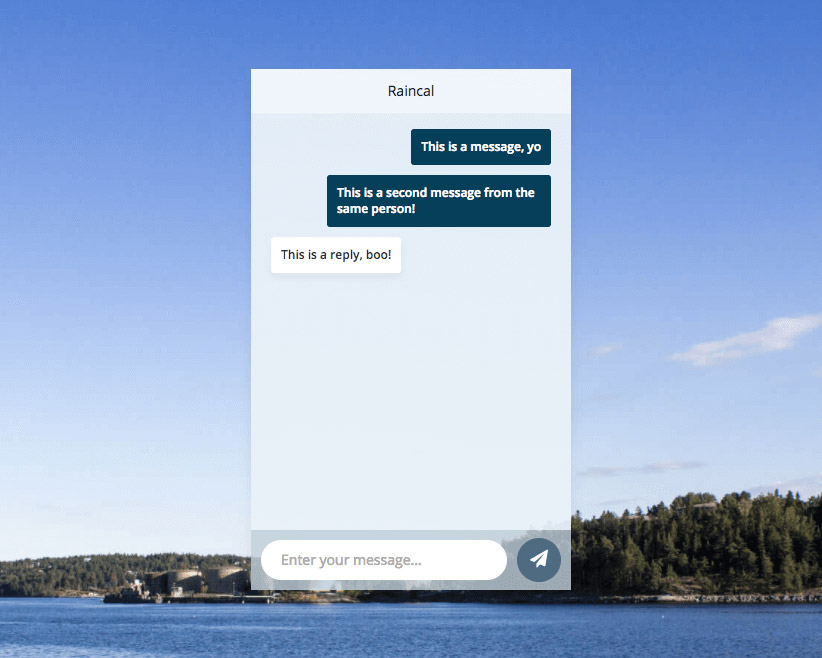 Raincal
This is a message, yo
This is a second message from the
same person!
This is a reply, boo!
Enter your message...